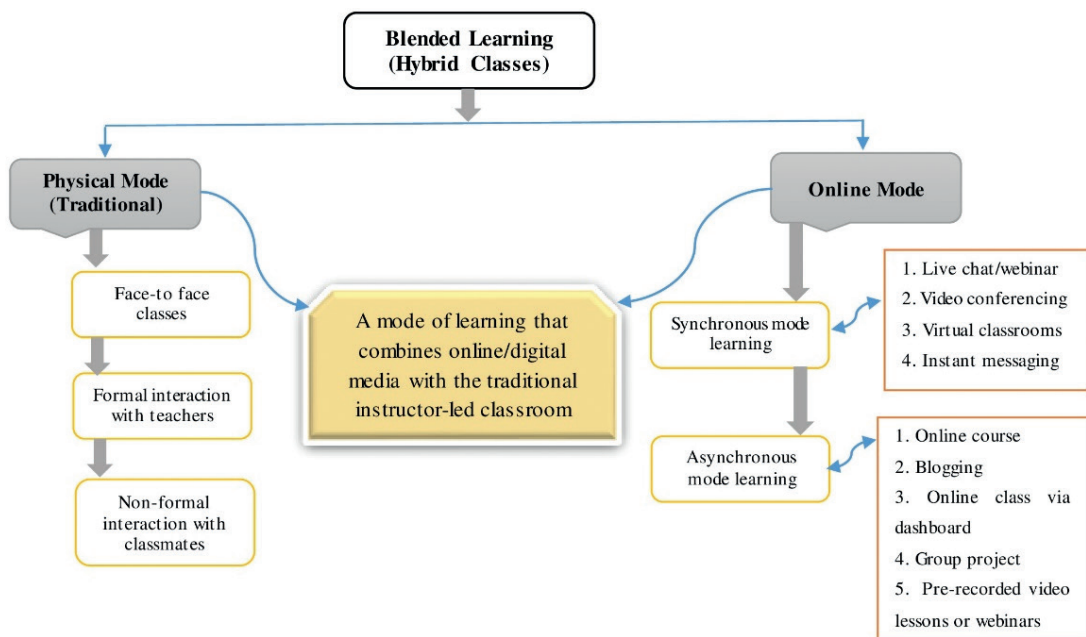 Blended Learning
(Hybrid Classes)
Physical Mode
(Traditional)
Online Mode
Face-to face
classes
Formal interaction
with teachers
Non-formal
interaction with
classmates
A mode of learning that
combines online/digital
media with the traditional
instructor-led classroom
Synchronous mode
learning
1. Live chat/webinar
2. Video conferencing
3. Virtual classrooms
4. Instant messaging
Asynchronous
mode learning
1. Online course
2. Blogging
3. Online class via
dashboard
4. Group project
5. Pre-recorded video
lessons or webinars